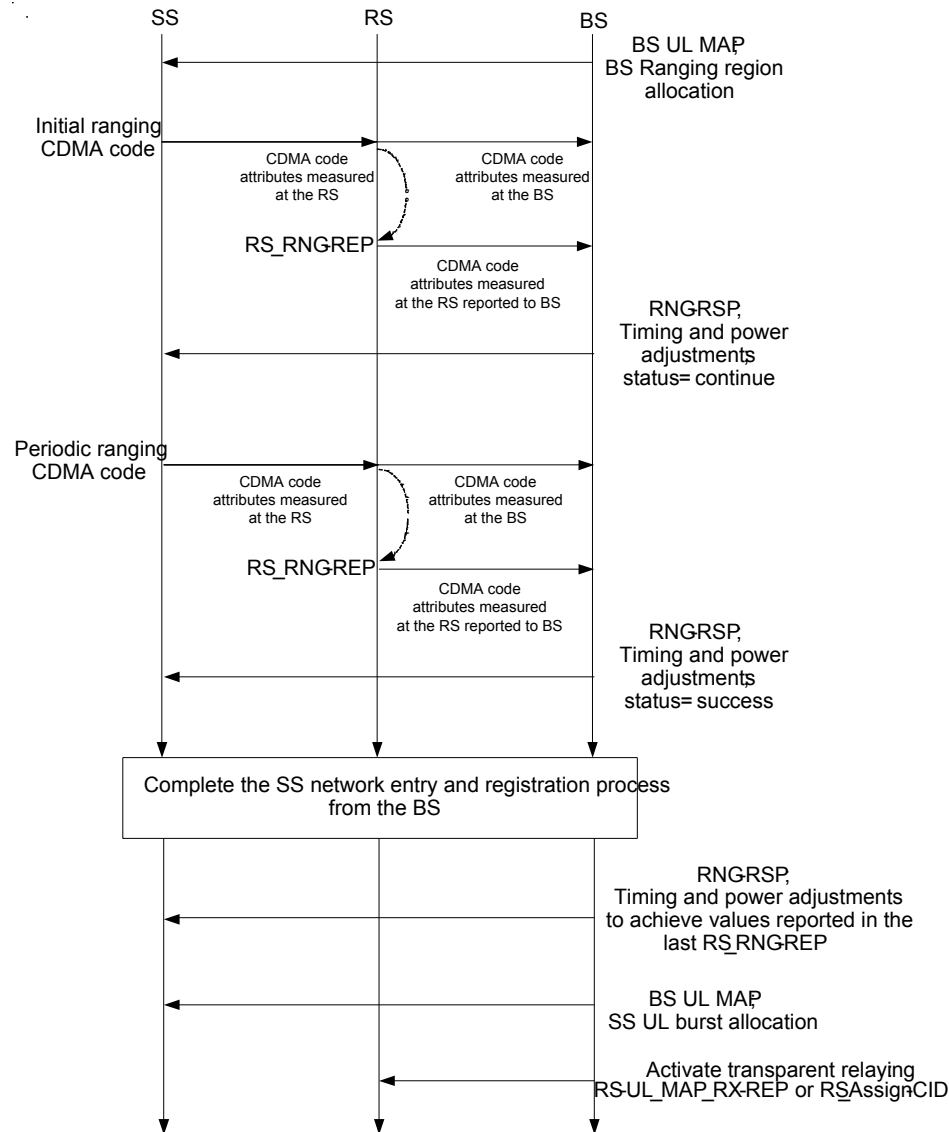 SS RS BS
BS UL MAP,
BS Ranging region
allocation
Initial ranging
CDMA code
CDMA code
attributes measured
at the RS
CDMA code
attributes measured
at the BS
RS_RNG-REP
CDMA code
attributes measured
at the RS reported to BS
RNG-RSP,
Timing and power
adjustments,
status= continue
Periodic ranging
CDMA code
CDMA code
attributes measured
at the RS
CDMA code
attributes measured
at the BS
RS_RNG-REP
CDMA code
attributes measured
at the RS reported to BS
RNG-RSP,
Timing and power
adjustments,
status= success
Complete the SS network entry and registration process
from the BS
RNG-RSP,
Timing and power adjustments
to achieve values reported in the
last RS_RNG-REP
BS UL MAP,
SS UL burst allocation
Activate transparent relaying
RS-UL_MAP_RX-REP or RS_Assign-CID